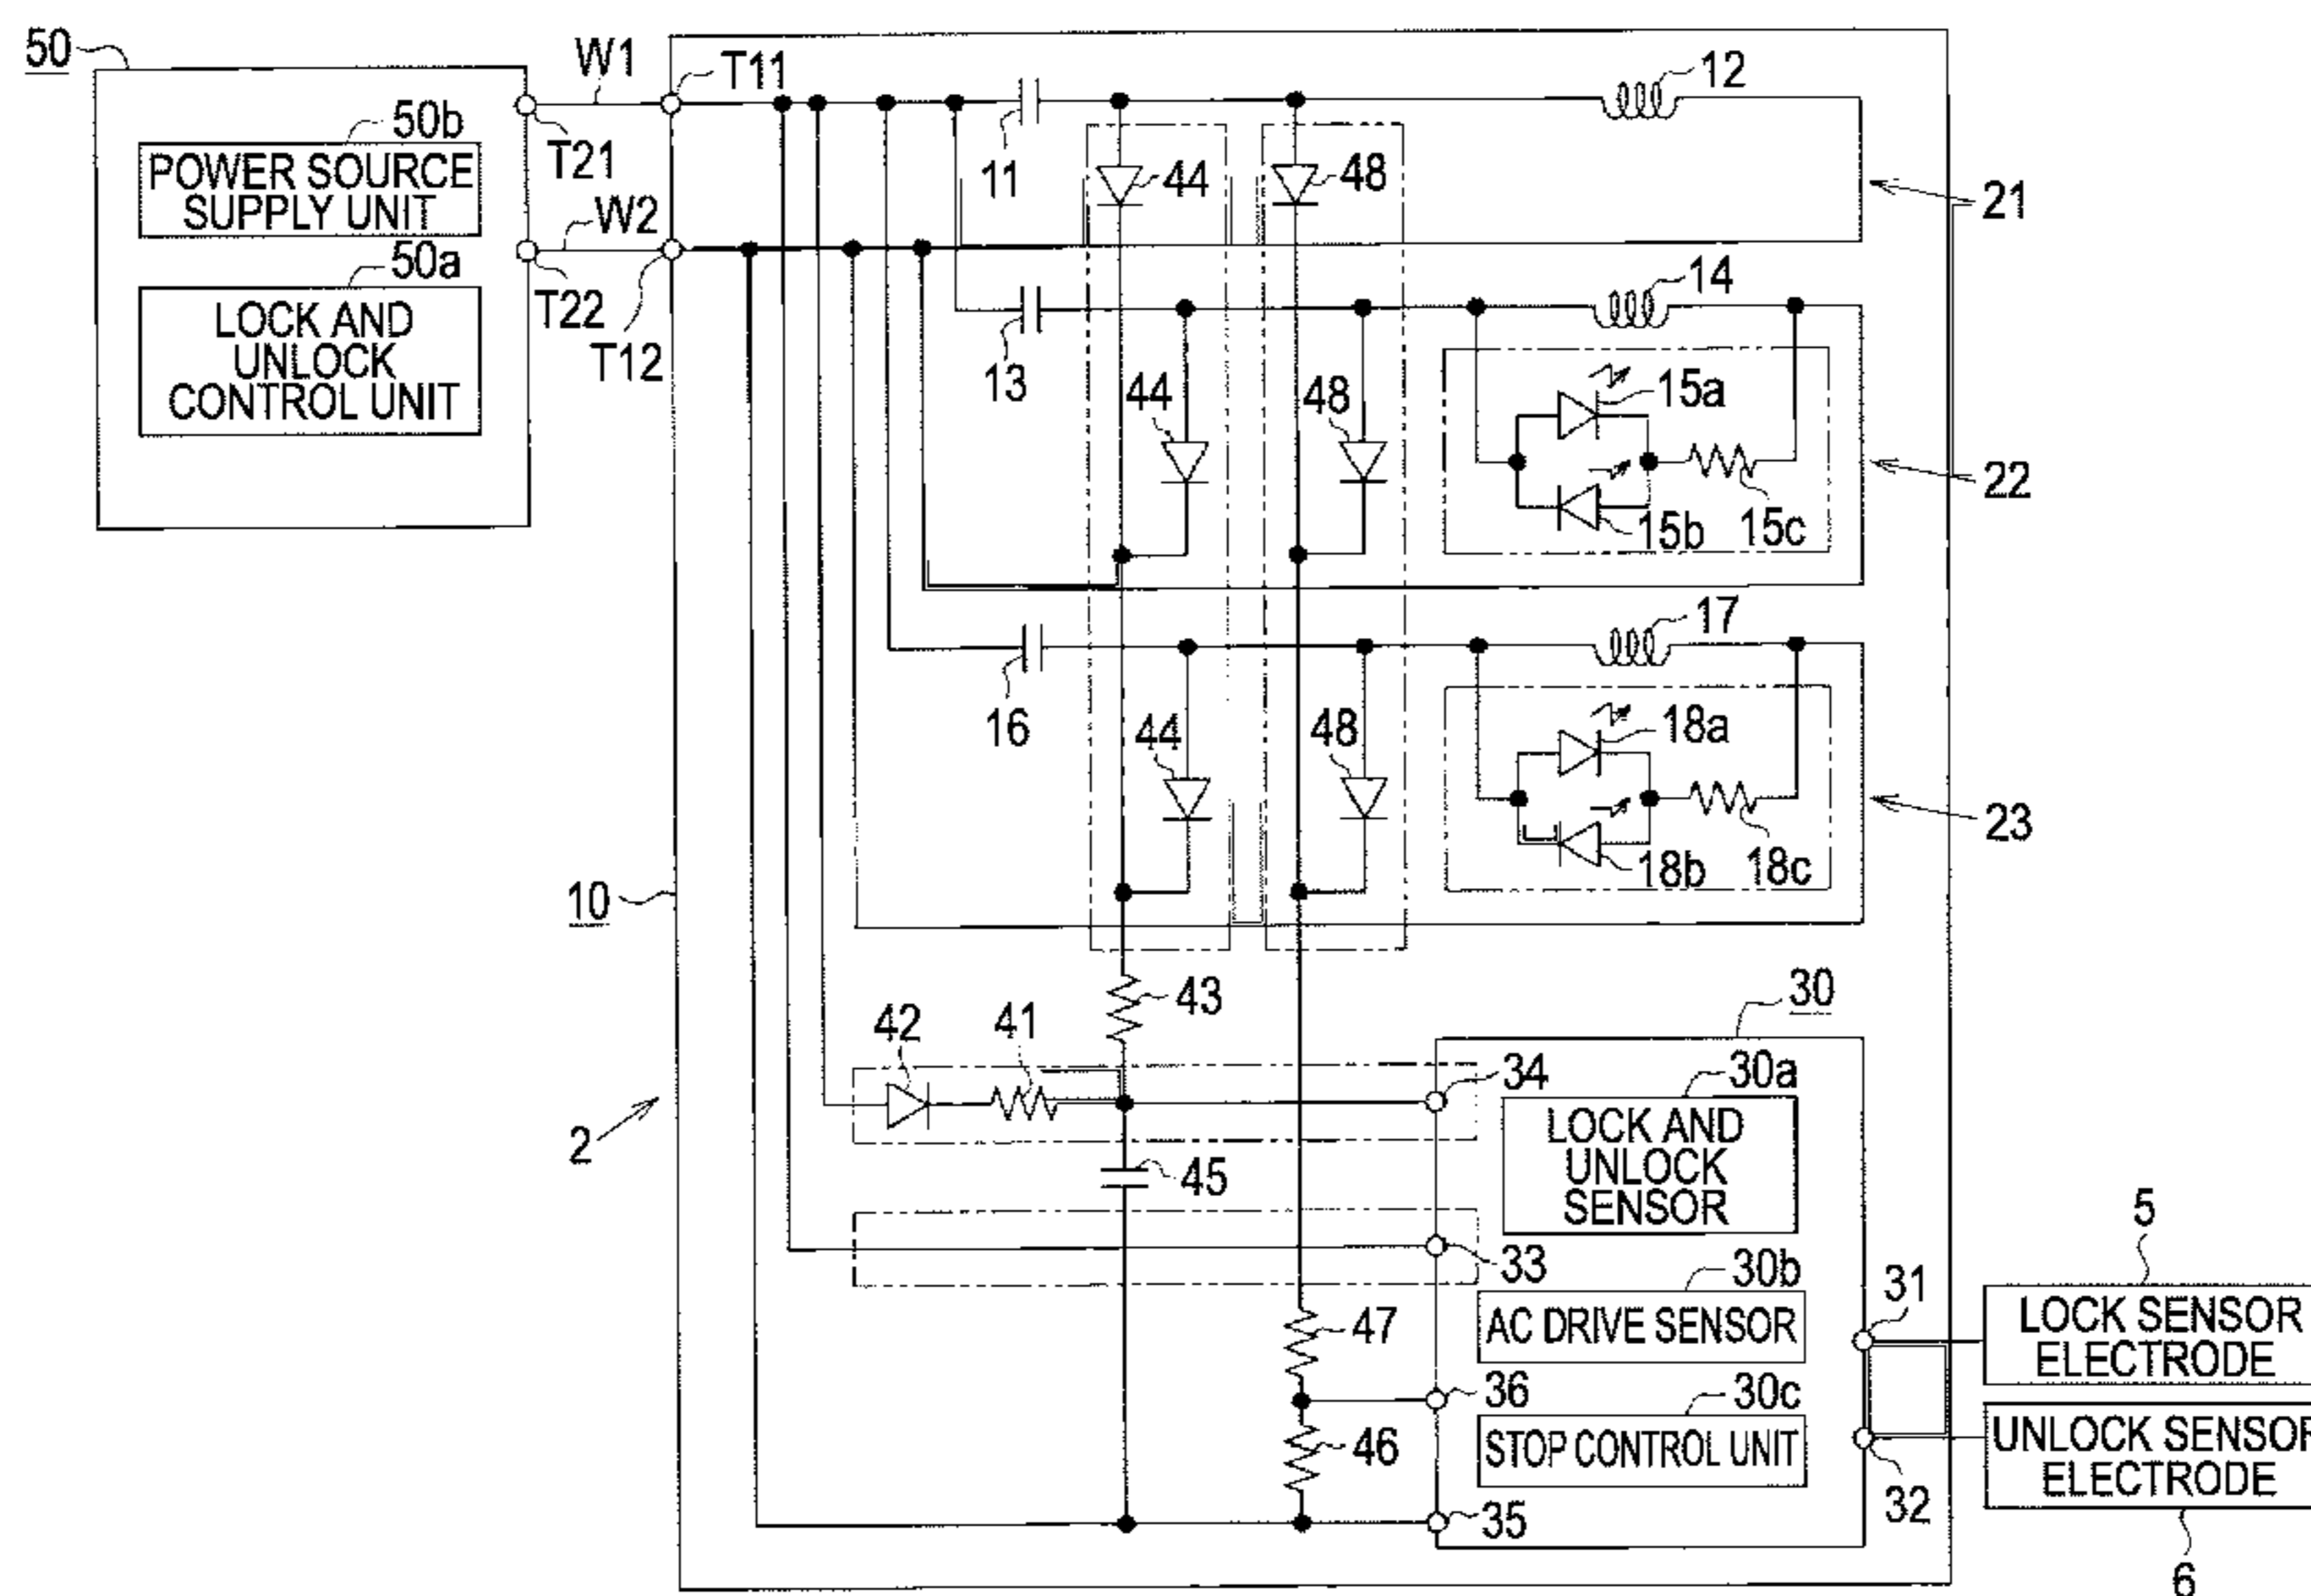 50
W1
T11
12
50b
POWER SOURCE
SUPPLY UNIT
T21
11
44
48
21
W2
50a
LOCK AND
UNLOCK
CONTROL UNIT
T22
T12
14
13
44
48
15a
22
15b
15c
17
16
44
48
18a
23
18b
18c
10
43
30
42
41
34
30a
LOCK AND
UNLOCK
SENSOR
2
45
5
33
30b
31
LOCK SENSOR
ELECTRODE
47
AC DRIVE SENSOR
36
30c
46
STOP CONTROL UNIT
UNLOCK SENSOR
ELECTRODE
32
35
6